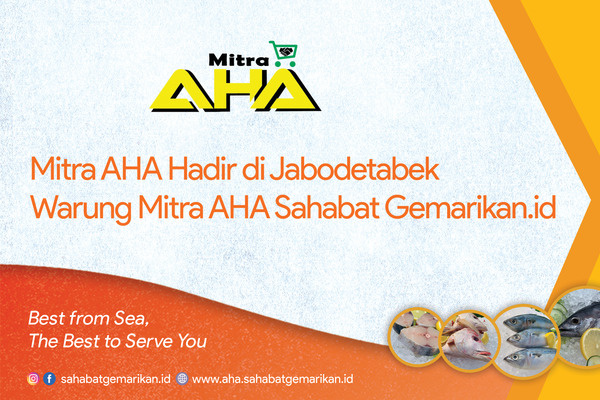 Mitra
AHA
Mitra AHA Hadir di Jabodetabek
Warung Mitra AHA Sahabat Gemarikan.id
Best from Sea,
The Best to Serve You
sahabatgemarikan.id www.aha.sahabatgemarikan.id